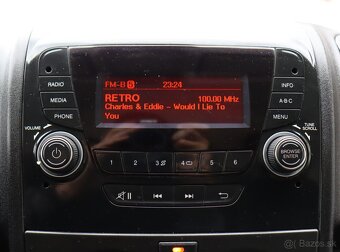 FM-B 23:24
RADIO
INFO
RETRO 100.00 MHz
MEDIA
A-B-C
Charles & Eddie - Would I Lie To
You
PHONE
MENU
VOLUME
TUNE
SCROLL
BROWSE
ENTER
1 2 3 4 5 6
Bazos.sk